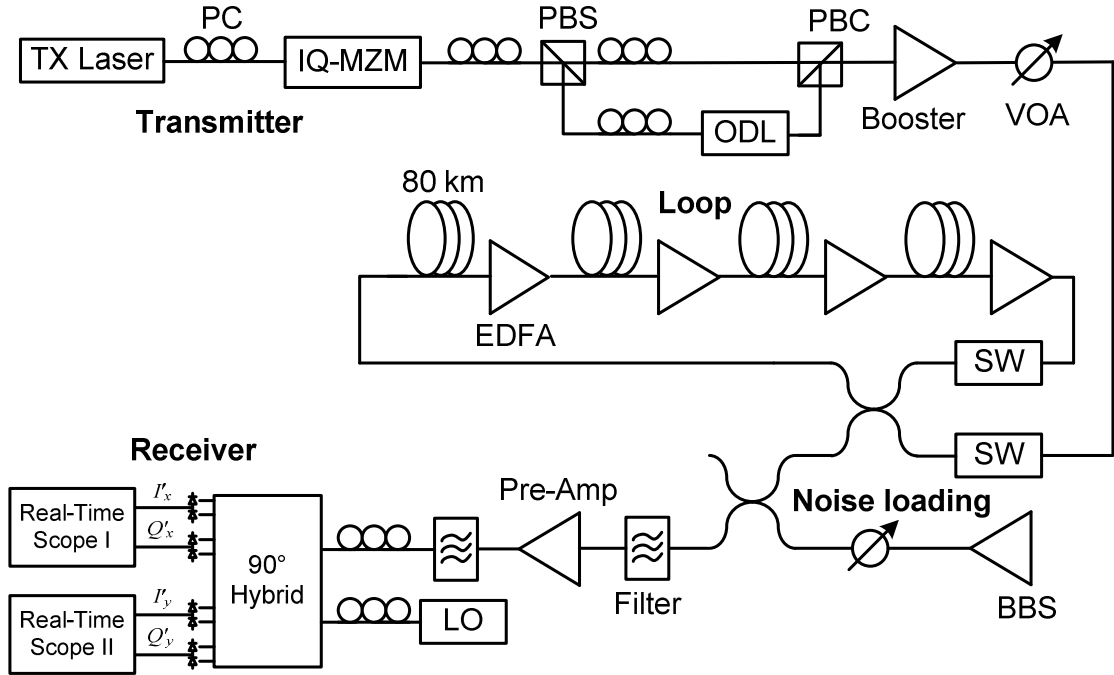 PC
PBS
PBC
TX Laser
IQ-MZM
Transmitter
ODL
Booster
VOA
80 km
Loop
EDFA
SW
SW
Receiver
Noise loading
Pre-Amp
Real-Time
Scope I
I'x
Q'x
90°
Hybrid
Filter
BBS
Real-Time
Scope II
I'y
Q'y
LO